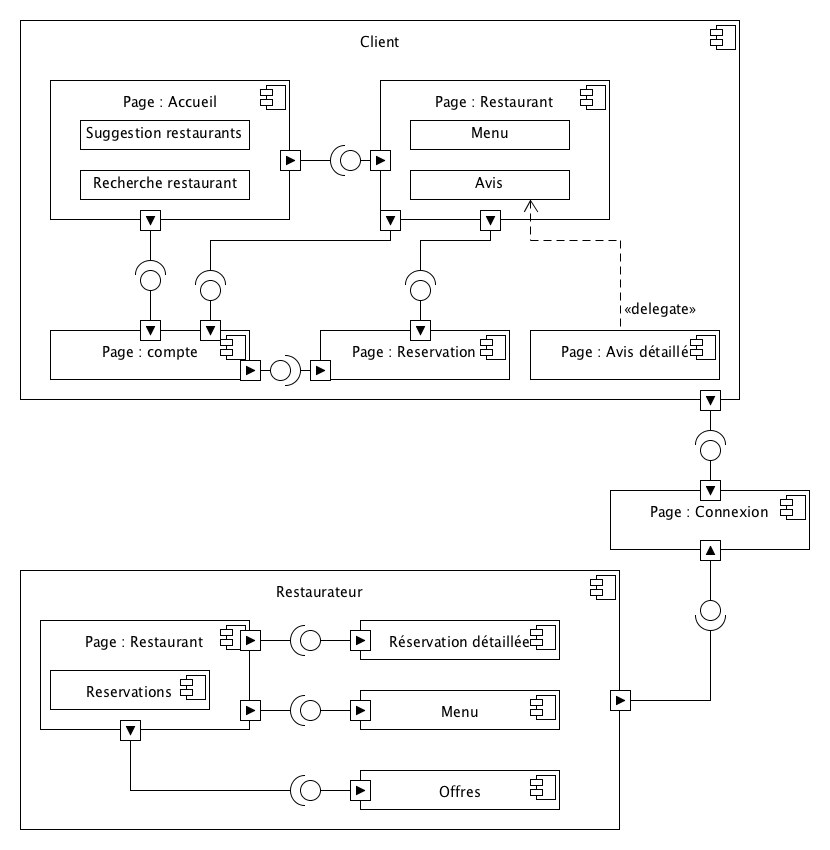 Client
Page : Accueil
Suggestion restaurants
Recherche restaurant
Page : Restaurant
Menu
Avis
«delegate»
Page : compte
Page : Reservation
Page : Avis détaillé
Page : Connexion
Restaurateur
Page : Restaurant
Reservations
Réservation détaillée
Menu
Offres